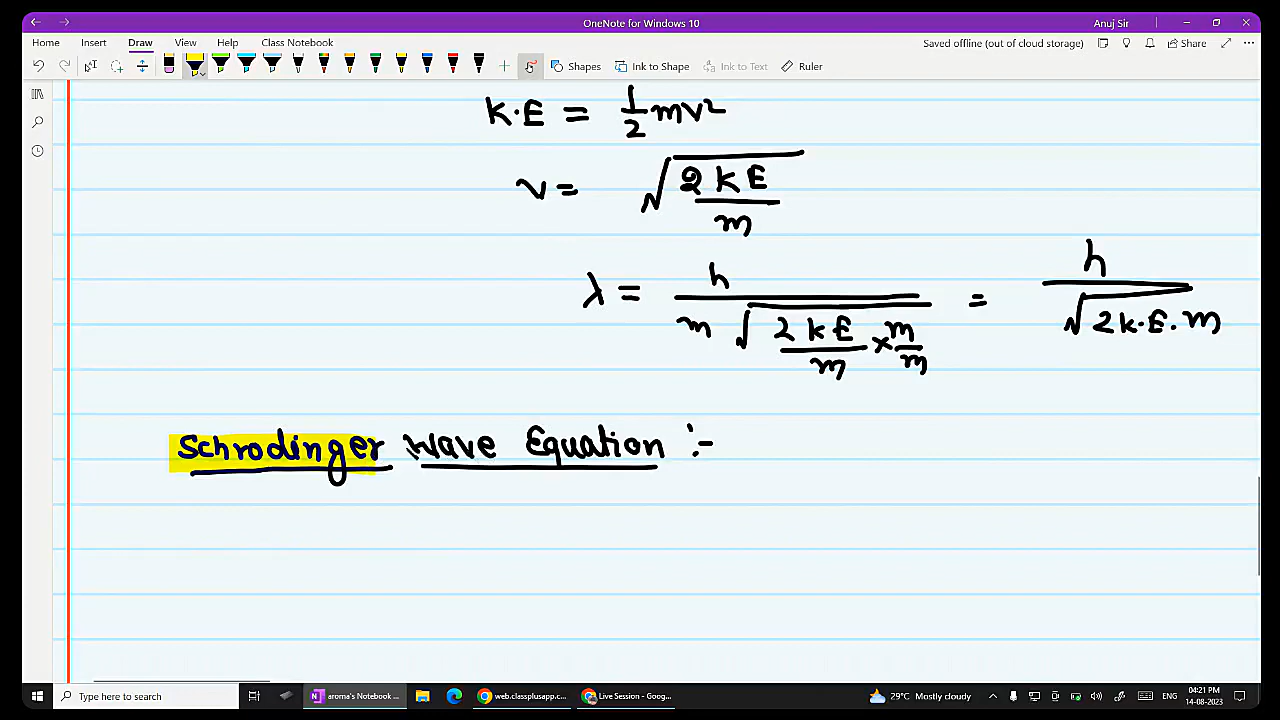 OneNote for Windows 10
Anuj Sir
Home Insert Draw View Help Class Notebook
Saved offline (out of cloud storage) Share
Shapes Ink to Shape Ink to Text Ruler
K·E = 1/2 mv²
v = √(2KE/m)
λ = h/(m√(2KE/m × m/m)) = h/√(2K·E·m)
Schrodinger Wave Equation :-
Type here to search
aroma's Notebook ...
web.classplusapp.c...
Live Session - Goog...
29°C Mostly cloudy
ENG
04:21 PM
14-08-2023